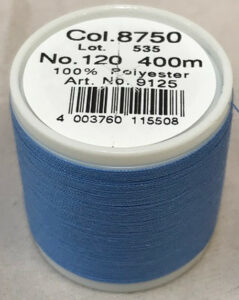 Col.8750
Lot. 535
No.120 400m
100% Polyester
Art. No. 9125
4 003760 115508